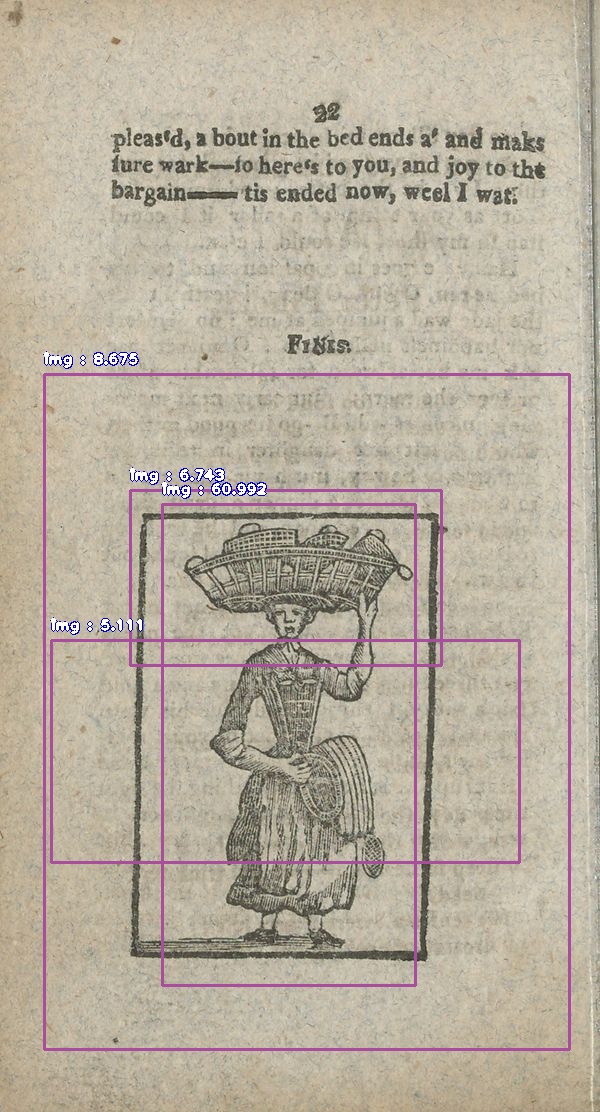 22
pleas'd, a bout in the bed ends a' and maks
ſure wark—ſo here's to you, and joy to the
bargain—— tis ended now, weel I wat.
FINIS.
img : 8.675
img : 6.743
img : 60.992
img : 5.111